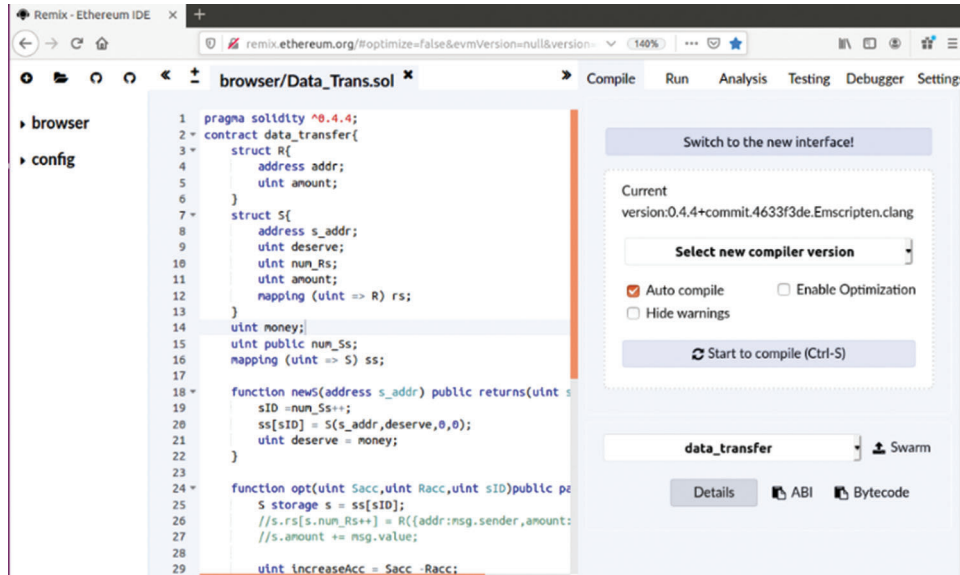 Remix - Ethereum IDE × +
remix.ethereum.org/#optimize=false&evmVersion=null&version= 140%
browser/Data_Trans.sol ✖
Compile Run Analysis Testing Debugger Setting
browser
config
1 pragma solidity ^0.4.4;
2 contract data_transfer{
3 struct R{
4 address addr;
5 uint amount;
6 }
7 struct S{
8 address s_addr;
9 uint deserve;
10 uint num_Rs;
11 uint amount;
12 mapping (uint => R) rs;
13 }
14 uint money;
15 uint public num_Ss;
16 mapping (uint => S) ss;
17
18 function newS(address s_addr) public returns(uint s
19 sID =num_Ss++;
20 ss[sID] = S(s_addr,deserve,0,0);
21 uint deserve = money;
22 }
23
24 function opt(uint Sacc,uint Racc,uint sID)public pa
25 S storage s = ss[sID];
26 //s.rs[s.num_Rs++] = R({addr:msg.sender,amount:
27 //s.amount += msg.value;
28
29 uint increaseAcc = Sacc -Racc;
Switch to the new interface!
Current
version:0.4.4+commit.4633f3de.Emscripten.clang
Select new compiler version
Auto compile Enable Optimization
Hide warnings
Start to compile (Ctrl-S)
data_transfer Swarm
Details ABI Bytecode